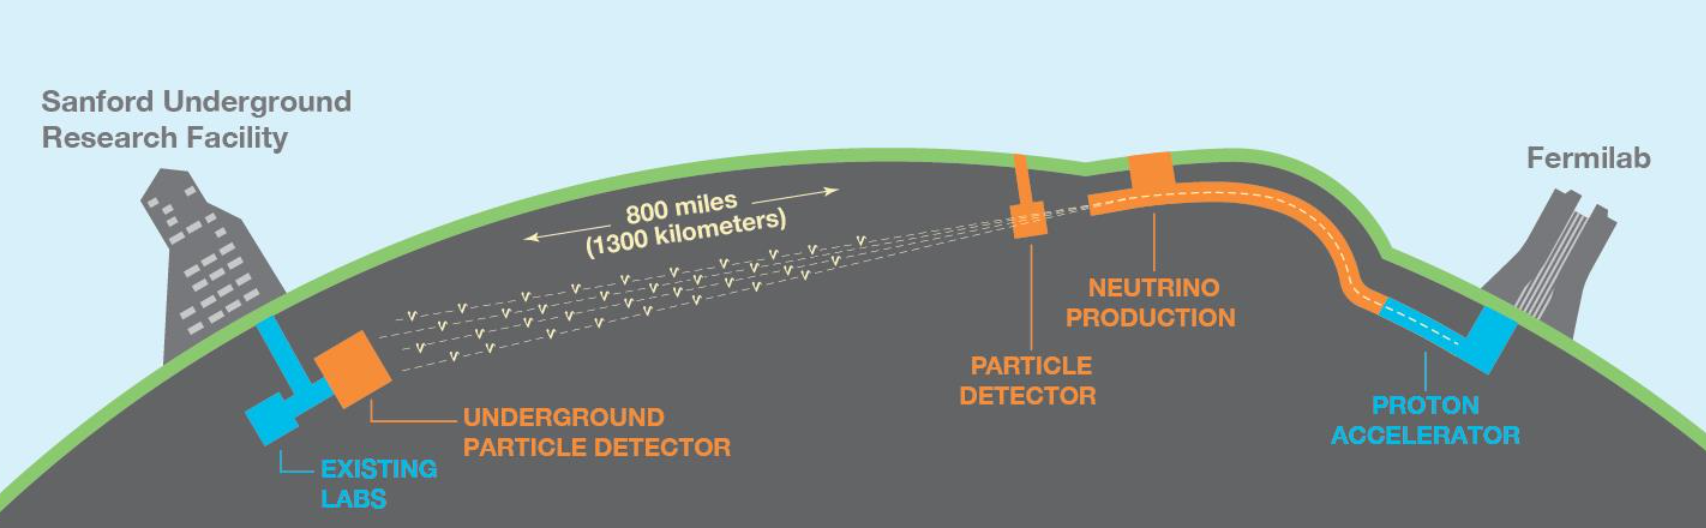 Sanford Underground
Research Facility
Fermilab
800 miles
(1300 kilometers)
NEUTRINO
PRODUCTION
PARTICLE
DETECTOR
PROTON
ACCELERATOR
UNDERGROUND
PARTICLE DETECTOR
EXISTING
LABS